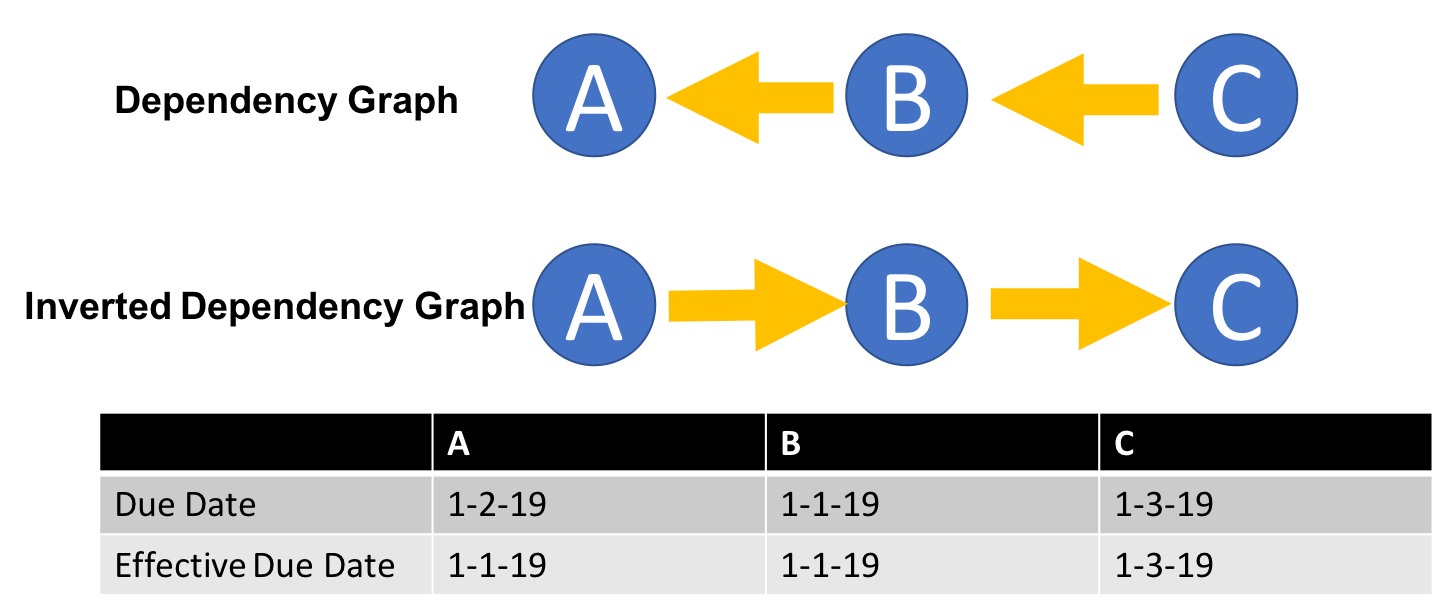 Dependency Graph A B C
Inverted Dependency Graph A B C
A B C
Due Date 1-2-19 1-1-19 1-3-19
Effective Due Date 1-1-19 1-1-19 1-3-19